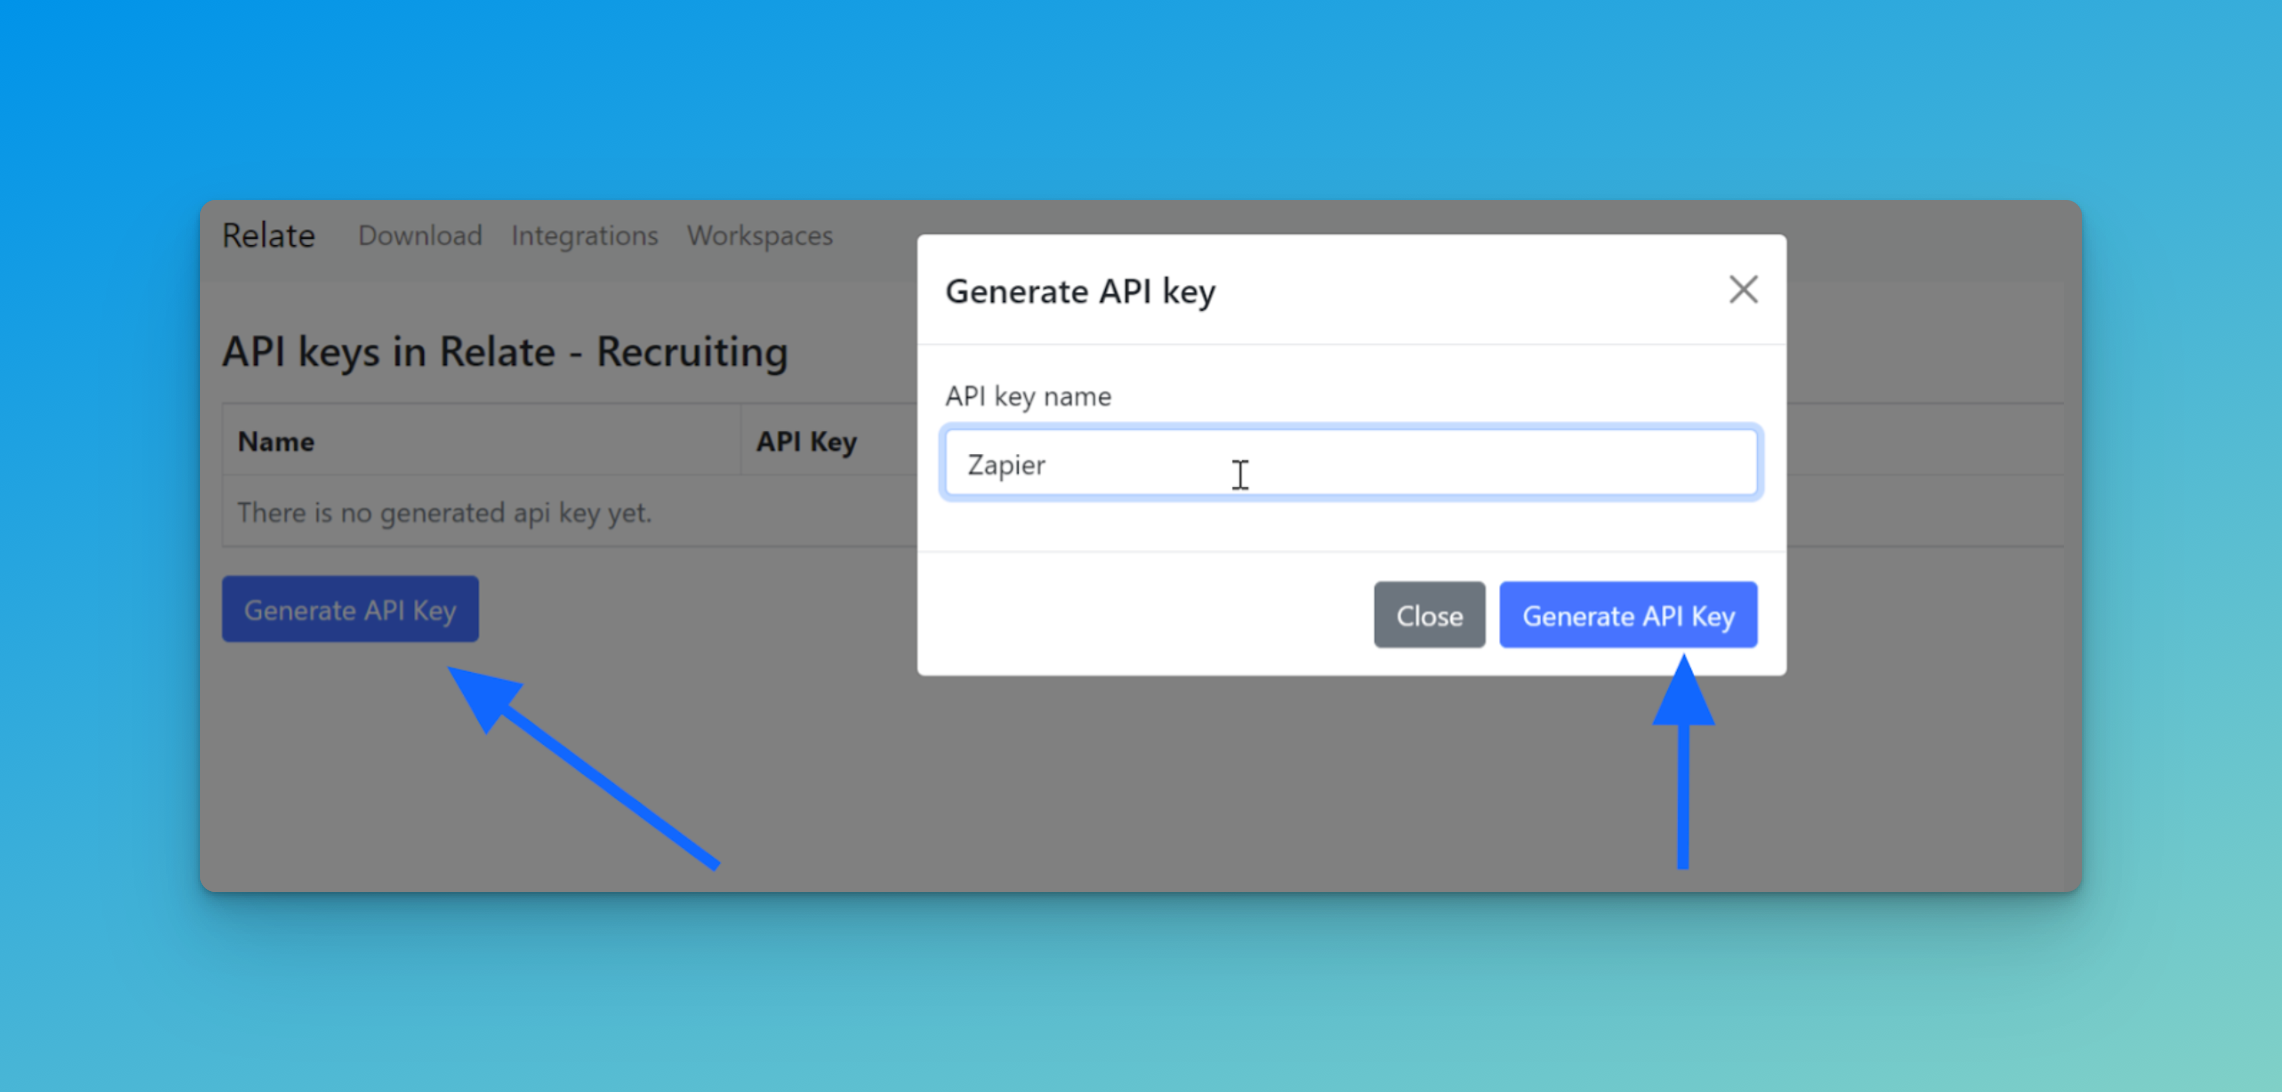 Relate Download Integrations Workspaces
API keys in Relate - Recruiting
Name API Key
There is no generated api key yet.
Generate API Key
Generate API key
API key name
Zapier
Close Generate API Key